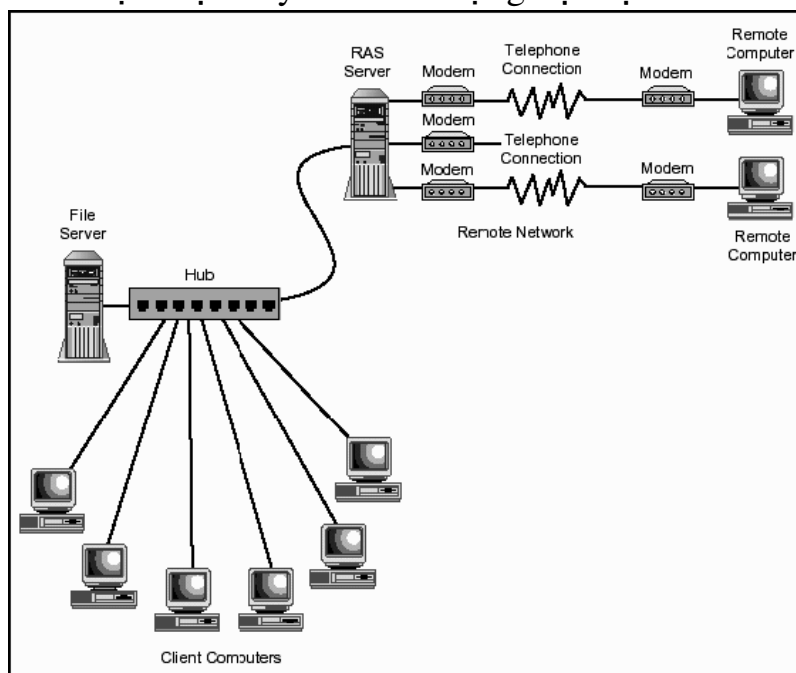 RAS
Server
Modem
Telephone
Connection
Modem
Remote
Computer
Modem
Telephone
Connection
Modem
Modem
Remote Network
Remote
Computer
File
Server
Hub
Client Computers